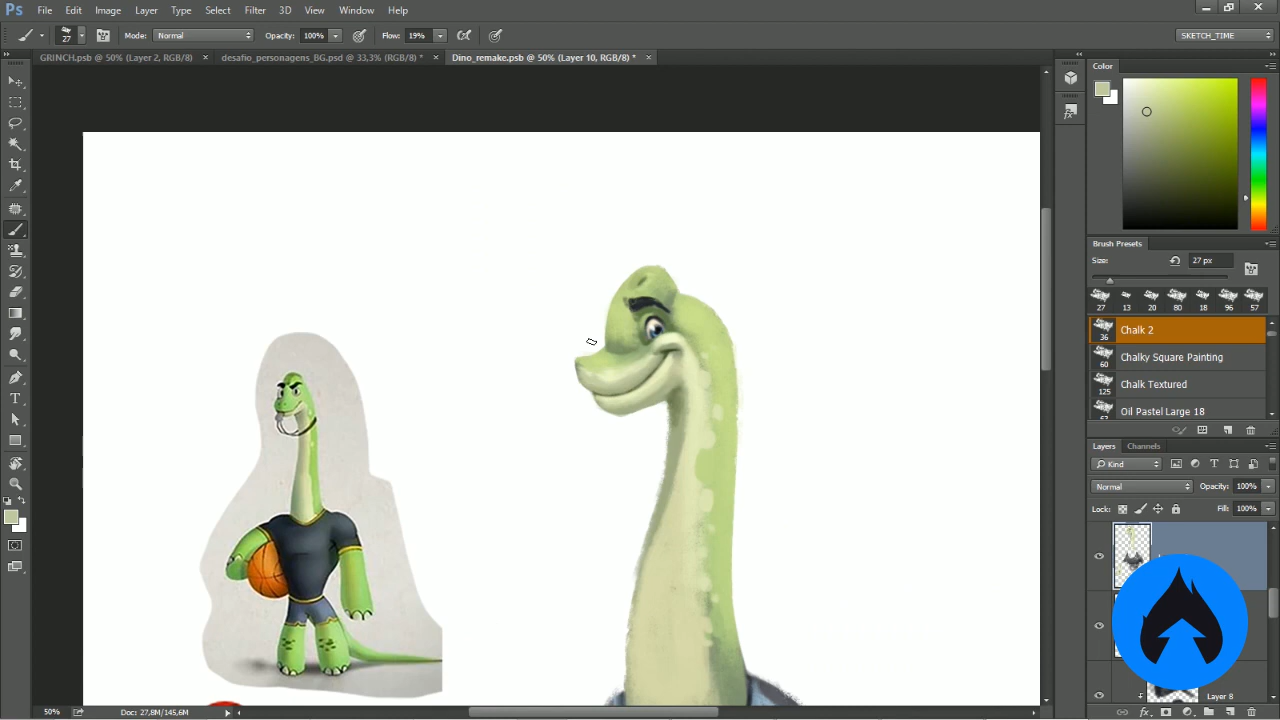 Ps File Edit Image Layer Type Select Filter 3D View Window Help
27 Mode: Normal Opacity: 100% Flow: 19% SKETCH_TIME
GRINCH.psb @ 50% (Layer 2, RGB/8) × desafio_personagens_BG.psd @ 33,3% (RGB/8) * × Dino_remake.psb @ 50% (Layer 10, RGB/8) * ×
Color
Brush Presets
Size: 27 px
27 13 20 80 18 96 57
36 Chalk 2
60 Chalky Square Painting
125 Chalk Textured
Oil Pastel Large 18
Layers Channels
Kind
Normal Opacity: 100%
Lock: Fill: 100%
Layer 8
50% Doc: 27,8M/145,6M
fx